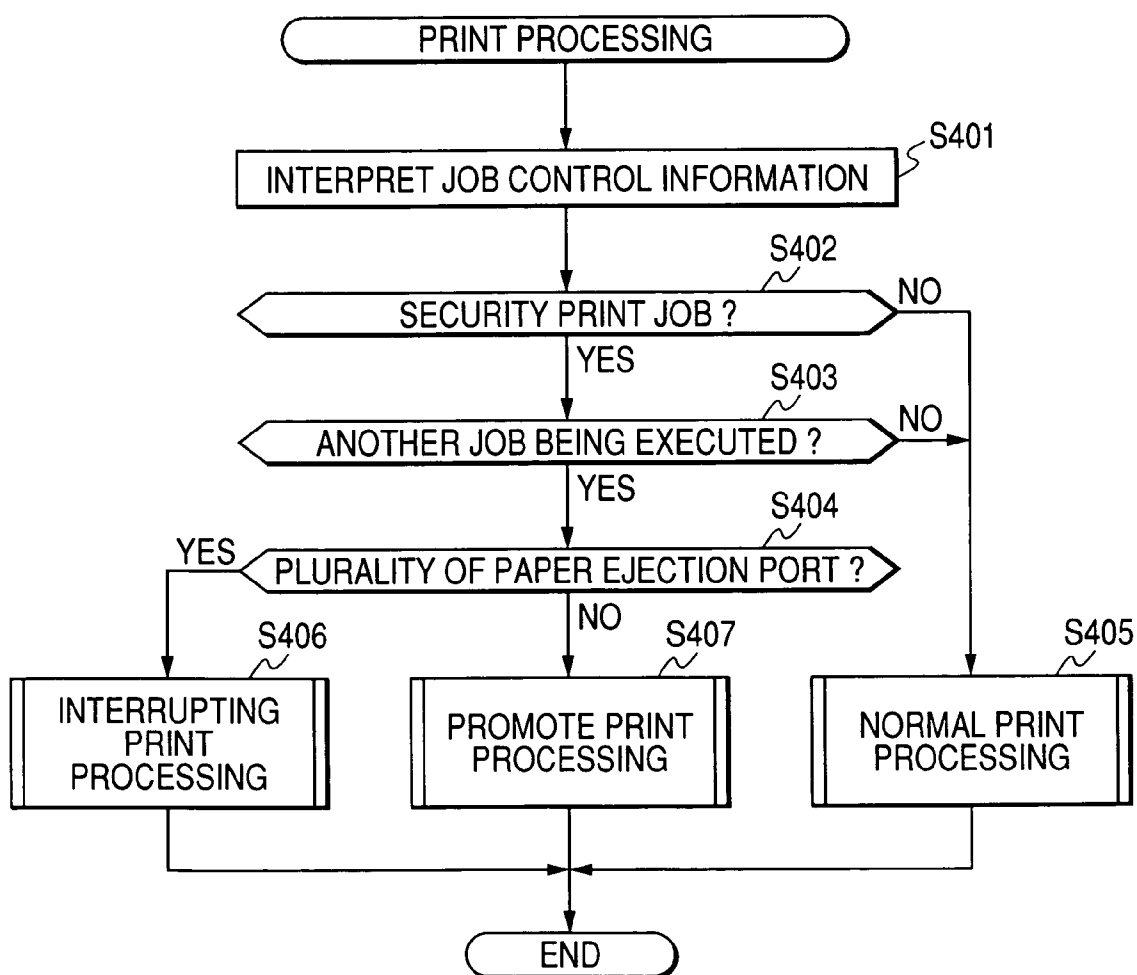 PRINT PROCESSING
S401
INTERPRET JOB CONTROL INFORMATION
S402
SECURITY PRINT JOB ?
NO
YES
S403
ANOTHER JOB BEING EXECUTED ?
NO
YES
S404
YES
PLURALITY OF PAPER EJECTION PORT ?
NO
S406
INTERRUPTING
PRINT
PROCESSING
S407
PROMOTE PRINT
PROCESSING
S405
NORMAL PRINT
PROCESSING
END